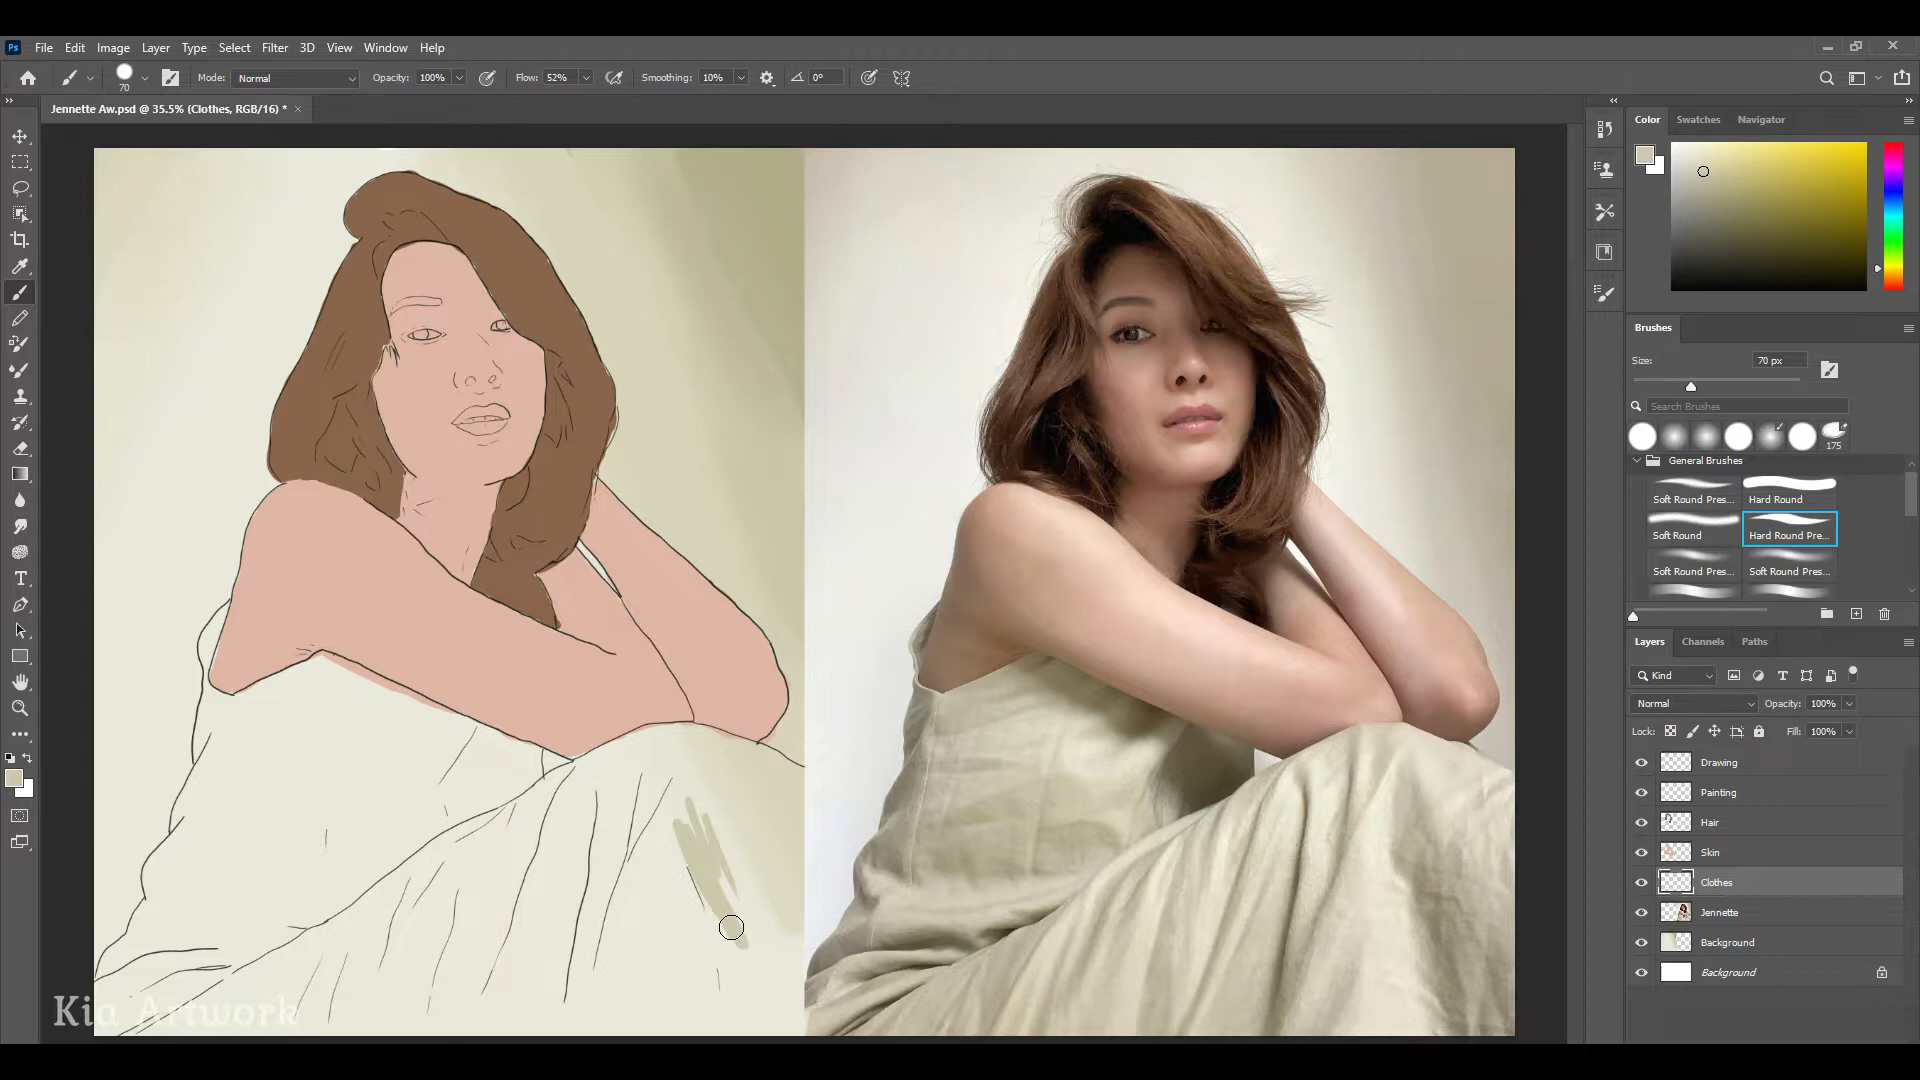 Ps File Edit Image Layer Type Select Filter 3D View Window Help
70 Mode: Normal Opacity: 100% Flow: 52% Smoothing: 10% 0°
Jennette Aw.psd @ 35.5% (Clothes, RGB/16) *
Color Swatches Navigator
Brushes
Size: 70 px
Search Brushes
175
General Brushes
Soft Round Pres... Hard Round
Soft Round Hard Round Pre...
Soft Round Pres... Soft Round Pres...
Layers Channels Paths
Kind
Normal Opacity: 100%
Lock: Fill: 100%
Drawing
Painting
Hair
Skin
Clothes
Jennette
Background
Background
Kia Artwork